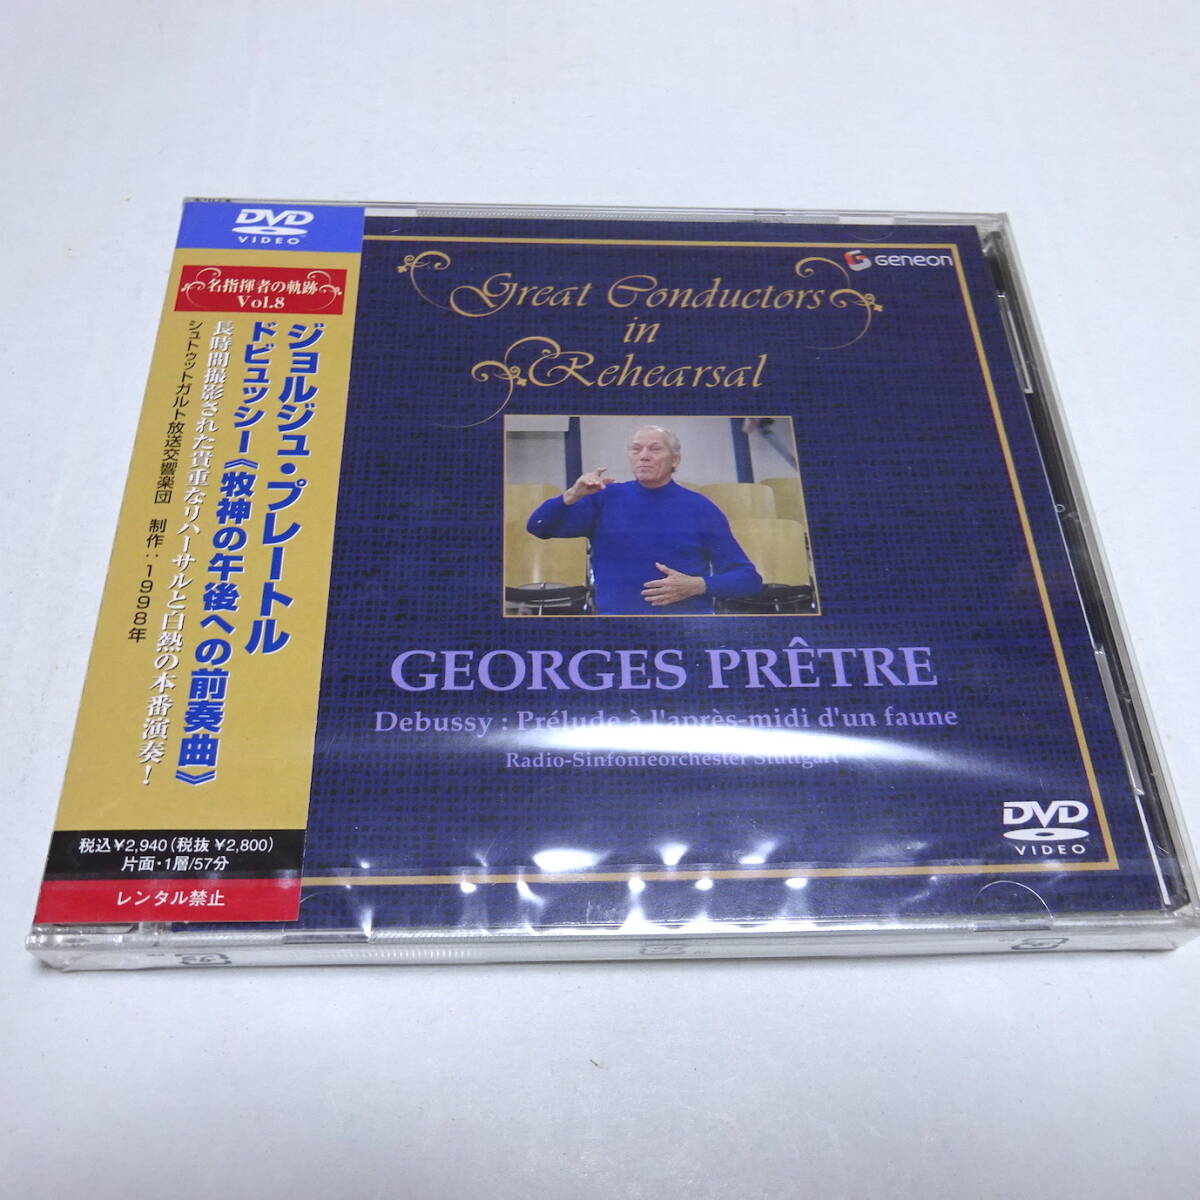 DVD
VIDEO
名指揮者の軌跡
Vol.8
ジョルジュ・プレートル
ドビュッシー《牧神の午後への前奏曲》
長時間撮影された貴重なリハーサルと白熱の本番演奏!
シュトゥットガルト放送交響楽団 制作:1998年
税込¥2,940(税抜¥2,800)
片面・1層/57分
レンタル禁止
GENEON
Great Conductors
in
Rehearsal
GEORGES PRÊTRE
Debussy : Prélude à l'après-midi d'un faune
Radio-Sinfonieorchester Stuttgart
DVD
VIDEO